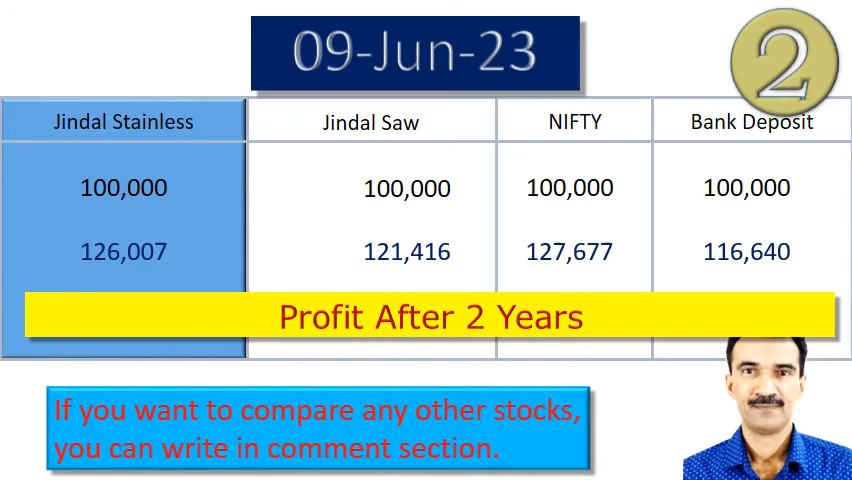 09-Jun-23
2
Jindal Stainless Jindal Saw NIFTY Bank Deposit
100,000 100,000 100,000 100,000
126,007 121,416 127,677 116,640
Profit After 2 Years
If you want to compare any other stocks,
you can write in comment section.